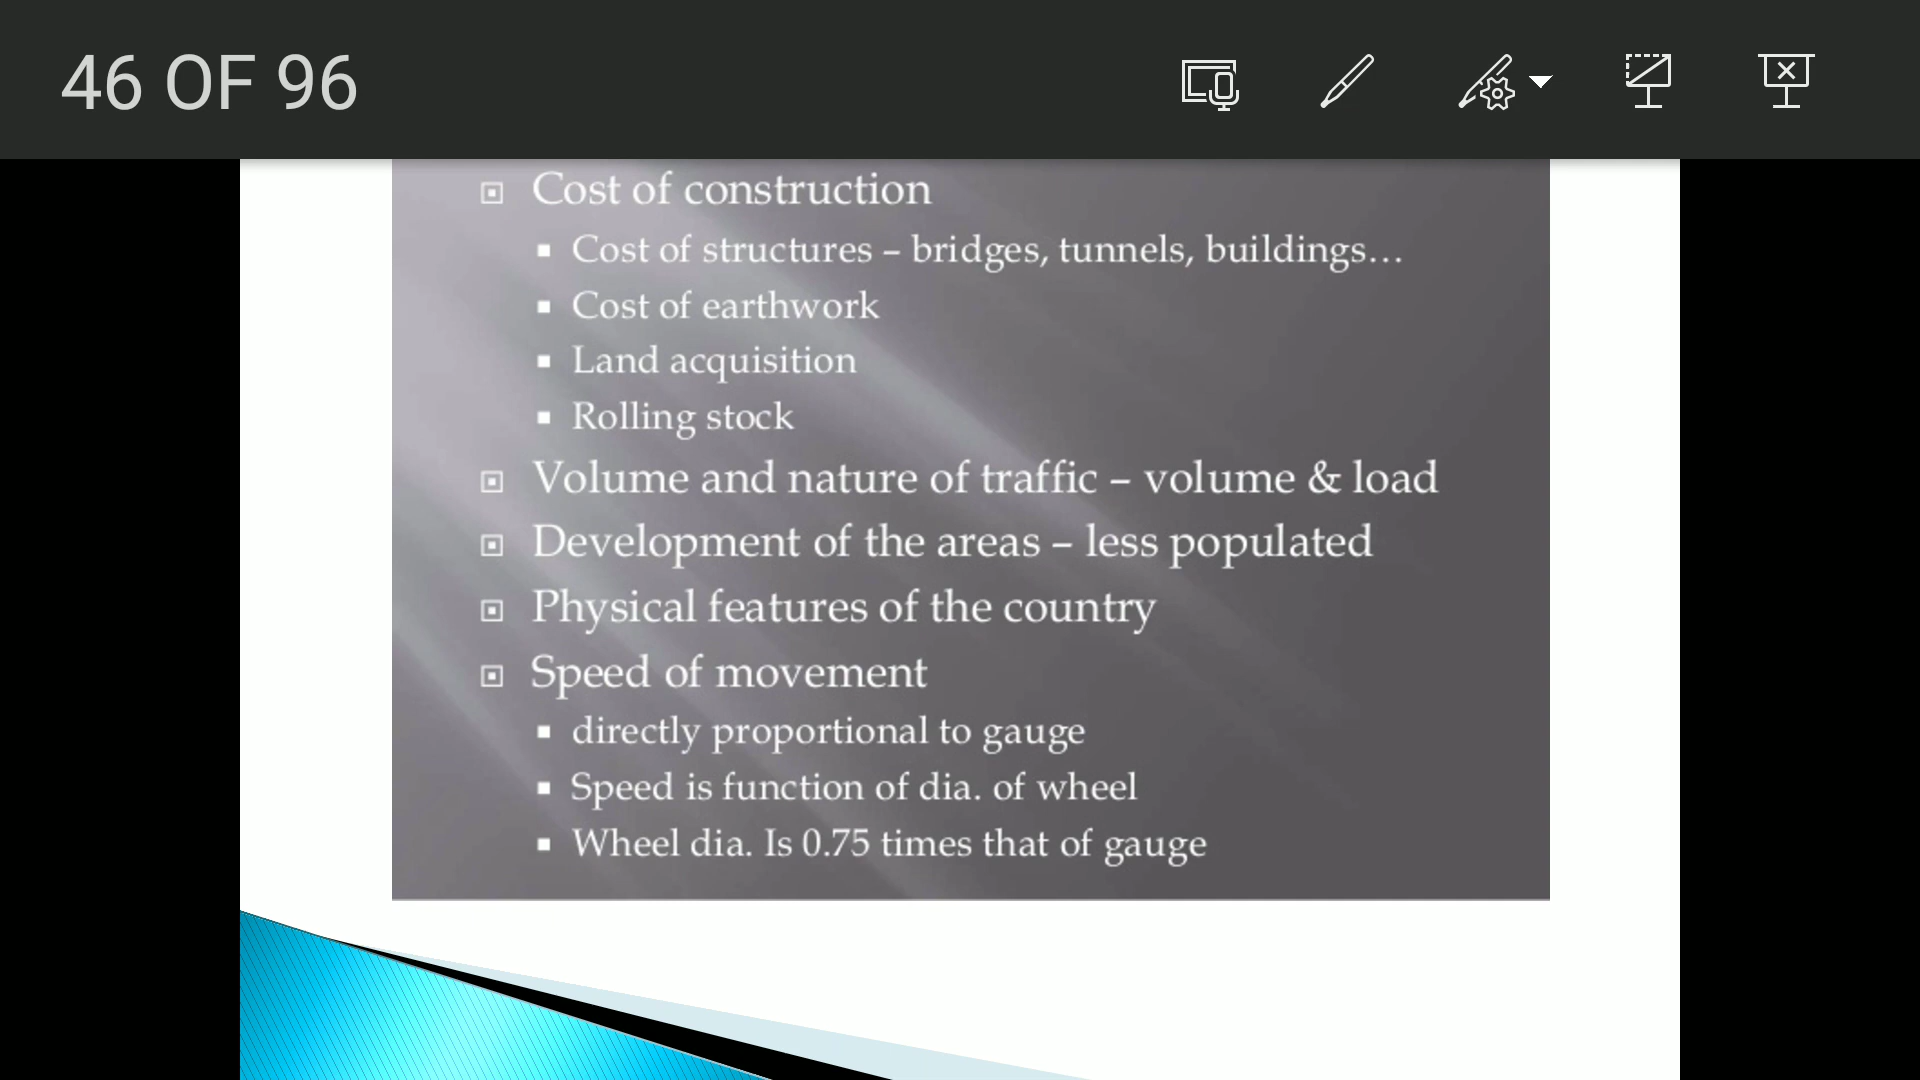 46 OF 96
Cost of construction
Cost of structures – bridges, tunnels, buildings…
Cost of earthwork
Land acquisition
Rolling stock
Volume and nature of traffic – volume & load
Development of the areas – less populated
Physical features of the country
Speed of movement
directly proportional to gauge
Speed is function of dia. of wheel
Wheel dia. Is 0.75 times that of gauge